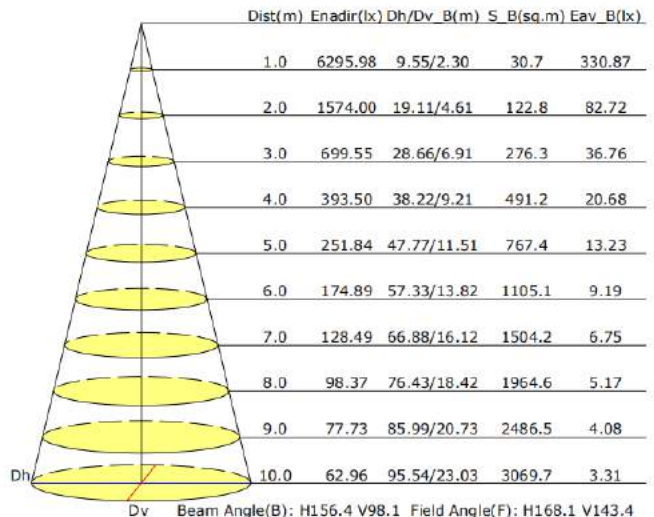 Dist(m) Enadir(lx) Dh/Dv_B(m) S_B(sq.m) Eav_B(lx)
1.0 6295.98 9.55/2.30 30.7 330.87
2.0 1574.00 19.11/4.61 122.8 82.72
3.0 699.55 28.66/6.91 276.3 36.76
4.0 393.50 38.22/9.21 491.2 20.68
5.0 251.84 47.77/11.51 767.4 13.23
6.0 174.89 57.33/13.82 1105.1 9.19
7.0 128.49 66.88/16.12 1504.2 6.75
8.0 98.37 76.43/18.42 1964.6 5.17
9.0 77.73 85.99/20.73 2486.5 4.08
Dh 10.0 62.96 95.54/23.03 3069.7 3.31
Dv Beam Angle(B): H156.4 V98.1 Field Angle(F): H168.1 V143.4